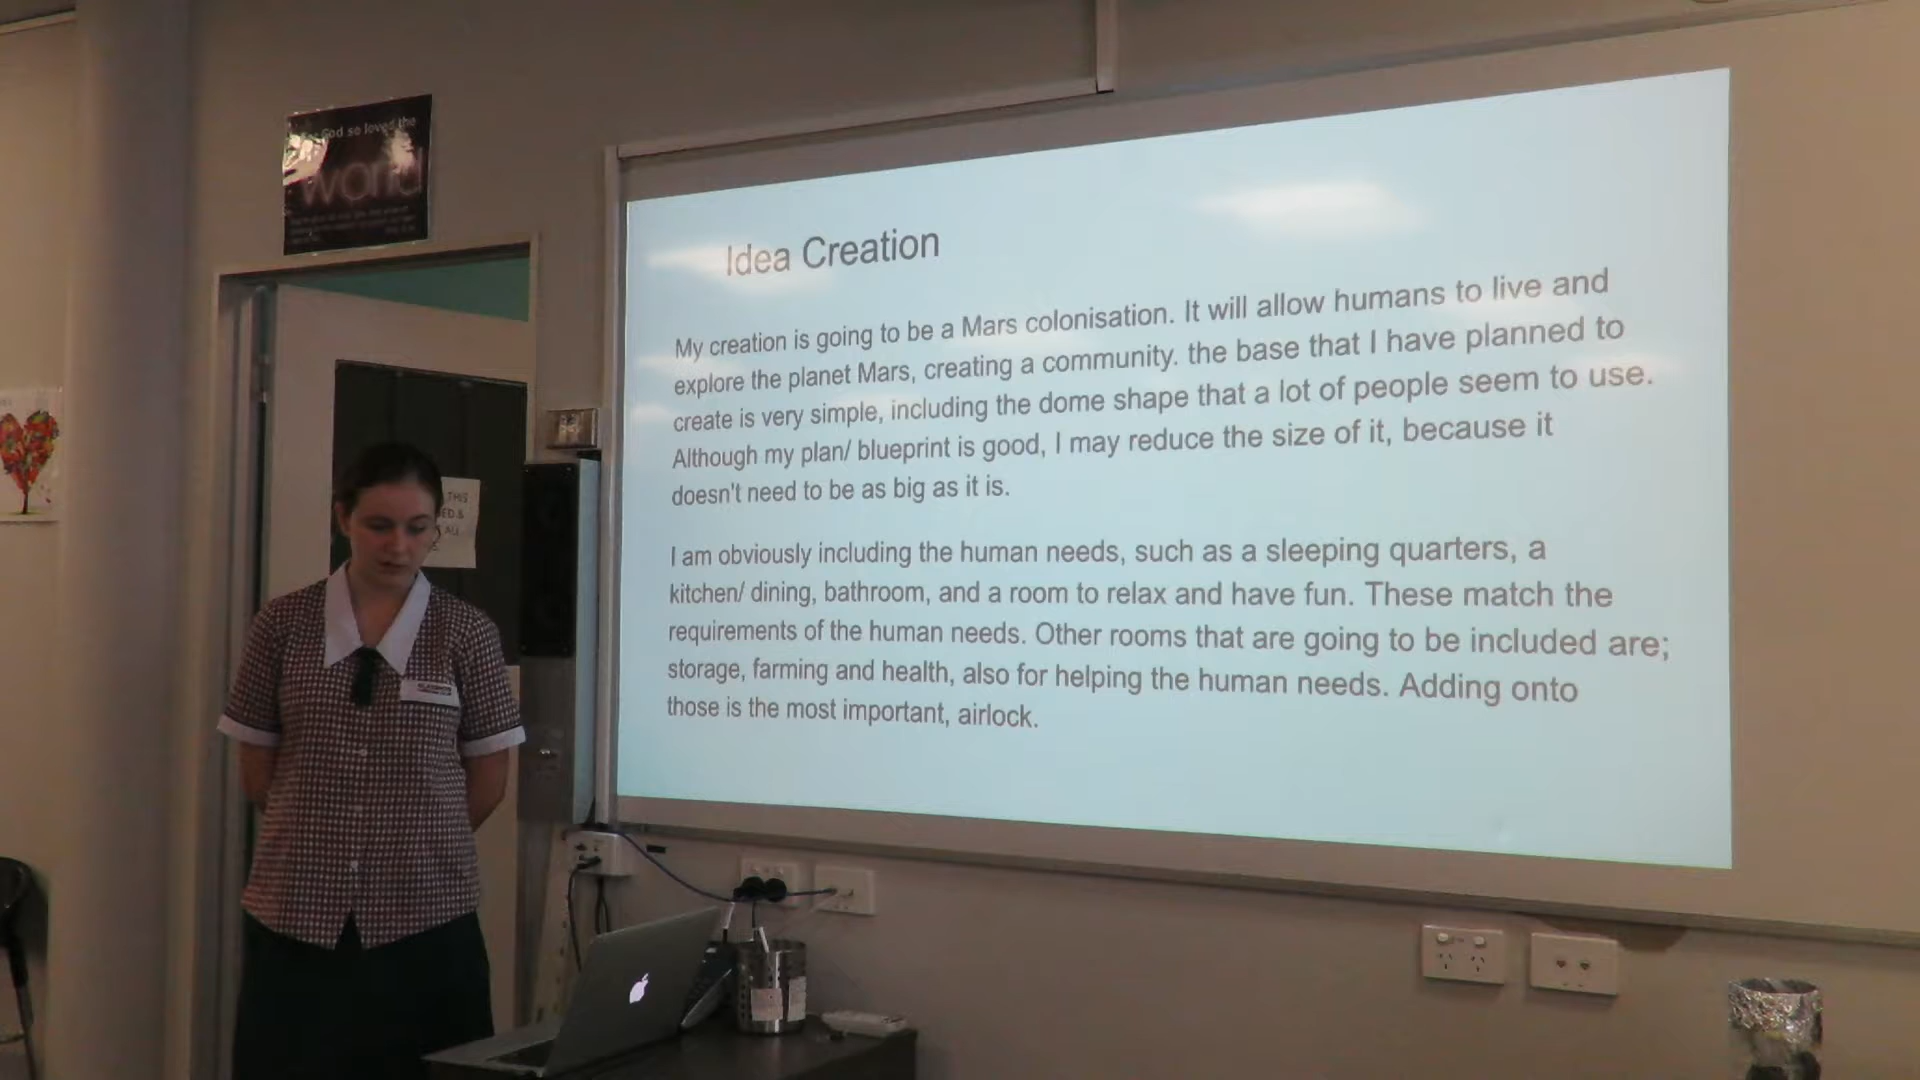 For God so loved the
world
Idea Creation
My creation is going to be a Mars colonisation. It will allow humans to live and
explore the planet Mars, creating a community. the base that I have planned to
create is very simple, including the dome shape that a lot of people seem to use.
Although my plan/ blueprint is good, I may reduce the size of it, because it
doesn't need to be as big as it is.
I am obviously including the human needs, such as a sleeping quarters, a
kitchen/ dining, bathroom, and a room to relax and have fun. These match the
requirements of the human needs. Other rooms that are going to be included are;
storage, farming and health, also for helping the human needs. Adding onto
those is the most important, airlock.
THIS
ALL